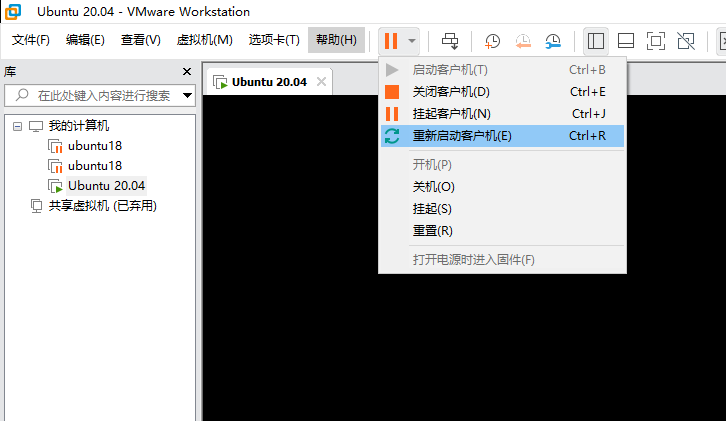 Ubuntu 20.04 - VMware Workstation
文件(F) 编辑(E) 查看(V) 虚拟机(M) 选项卡(T) 帮助(H)
库
在此处键入内容进行搜索
我的计算机
ubuntu18
ubuntu18
Ubuntu 20.04
共享虚拟机 (已弃用)
Ubuntu 20.04
启动客户机(T) Ctrl+B
关闭客户机(D) Ctrl+E
挂起客户机(N) Ctrl+J
重新启动客户机(E) Ctrl+R
开机(P)
关机(O)
挂起(S)
重置(R)
打开电源时进入固件(F)